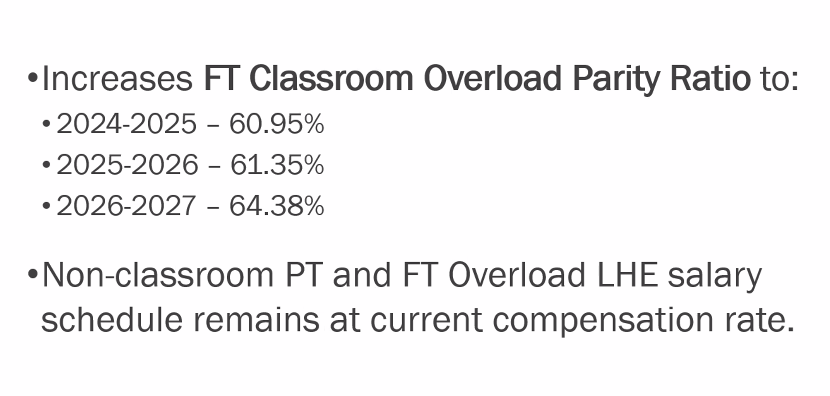 •Increases FT Classroom Overload Parity Ratio to:
• 2024-2025 – 60.95%
• 2025-2026 – 61.35%
• 2026-2027 – 64.38%
•Non-classroom PT and FT Overload LHE salary
schedule remains at current compensation rate.